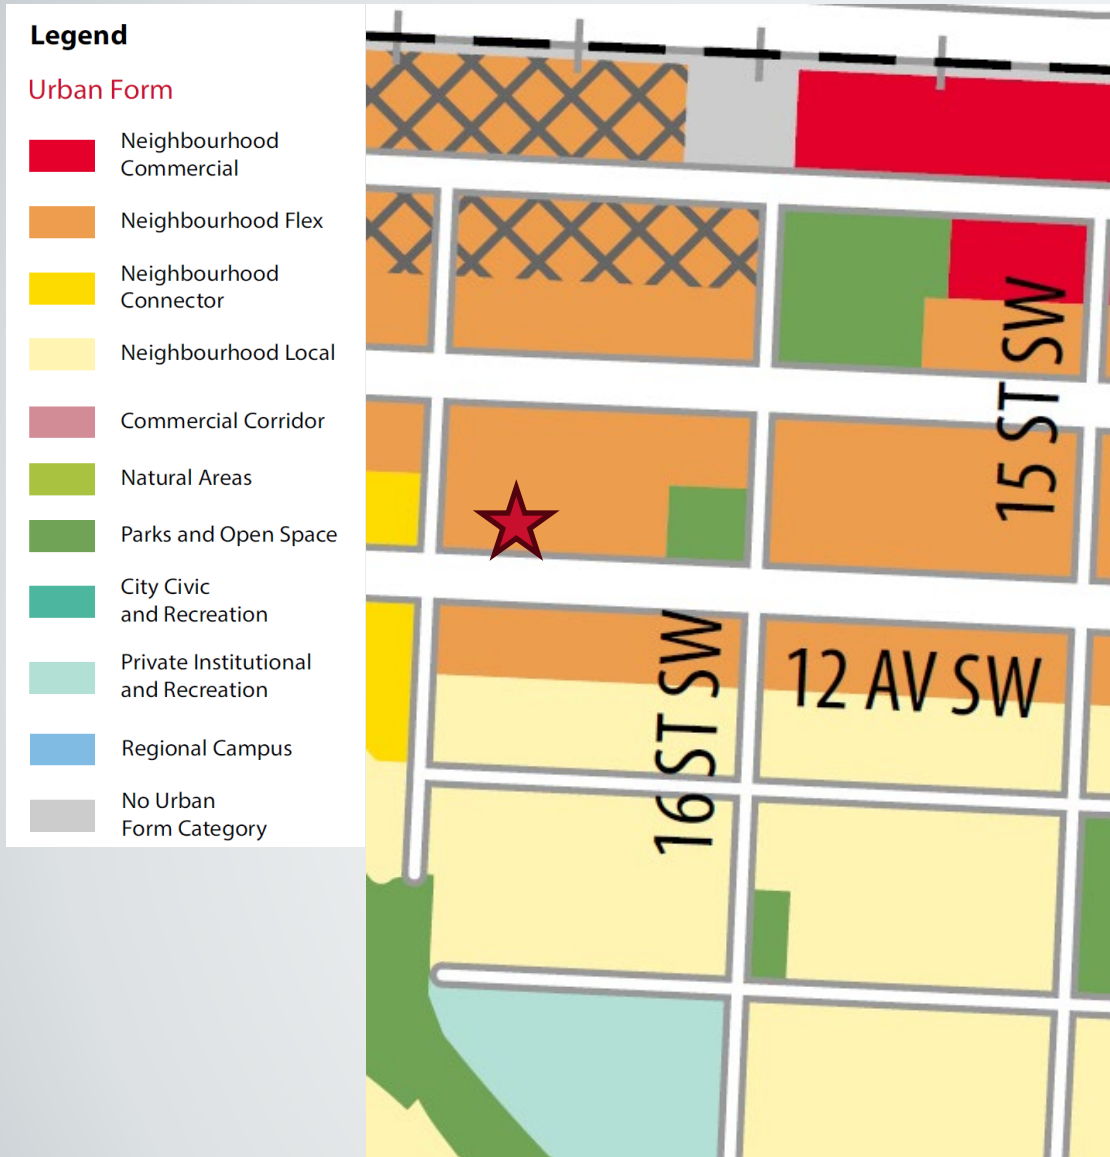 Legend
Urban Form
Neighbourhood
Commercial
Neighbourhood Flex
Neighbourhood
Connector
Neighbourhood Local
Commercial Corridor
Natural Areas
Parks and Open Space
City Civic
and Recreation
Private Institutional
and Recreation
Regional Campus
No Urban
Form Category
15 ST SW
16 ST SW
12 AV SW